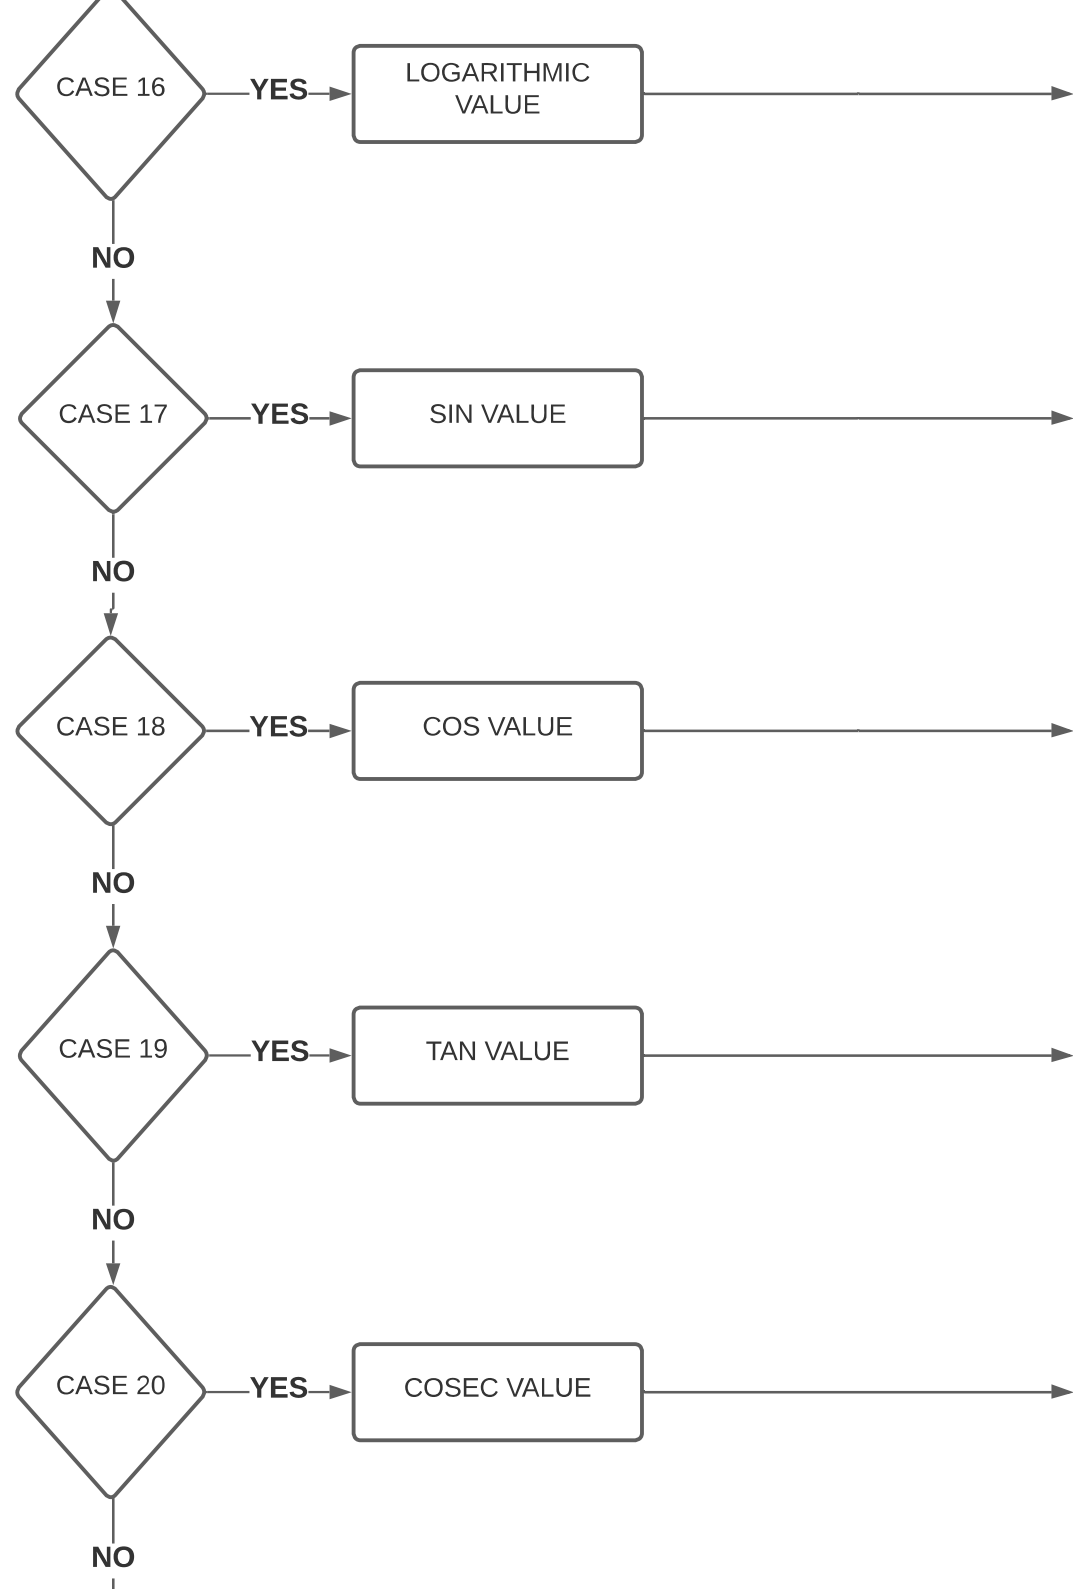 CASE 16
YES
LOGARITHMIC
VALUE
NO
CASE 17
YES
SIN VALUE
NO
CASE 18
YES
COS VALUE
NO
CASE 19
YES
TAN VALUE
NO
CASE 20
YES
COSEC VALUE
NO